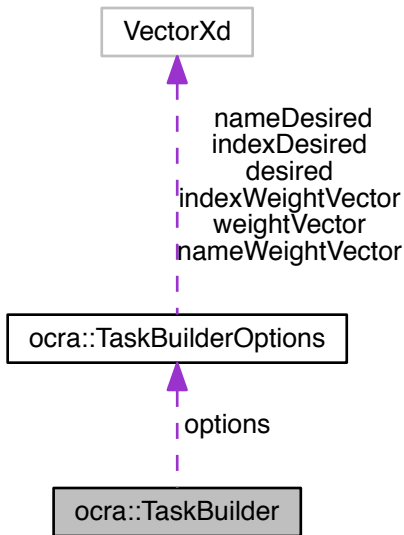 VectorXd
nameDesired
indexDesired
desired
indexWeightVector
weightVector
nameWeightVector
ocra::TaskBuilderOptions
options
ocra::TaskBuilder